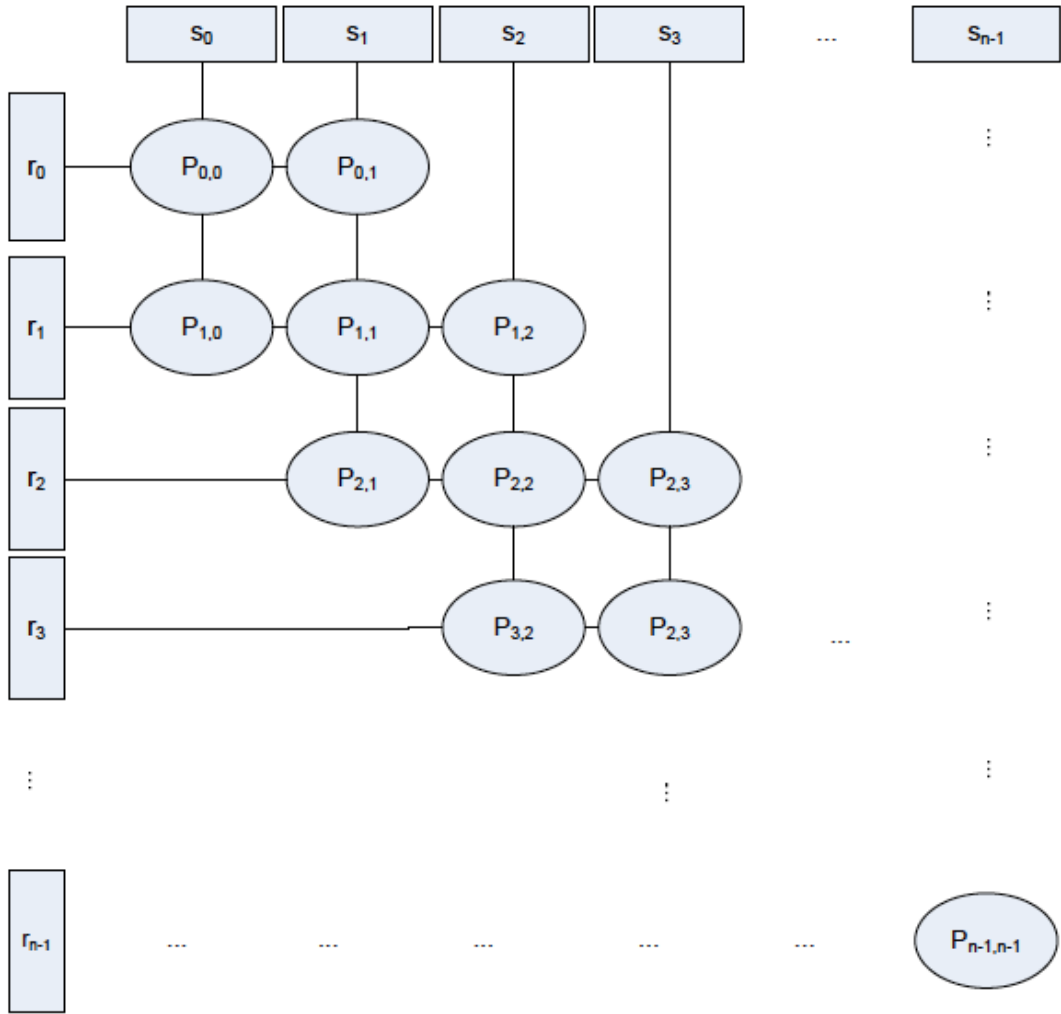 s₀ s₁ s₂ s₃ ... sₙ₋₁
r₀ P₀,₀ P₀,₁ ⋮
r₁ P₁,₀ P₁,₁ P₁,₂ ⋮
r₂ P₂,₁ P₂,₂ P₂,₃ ⋮
r₃ P₃,₂ P₂,₃ ... ⋮
⋮ ⋮ ⋮
rₙ₋₁ ... ... ... ... ... Pₙ₋₁,ₙ₋₁